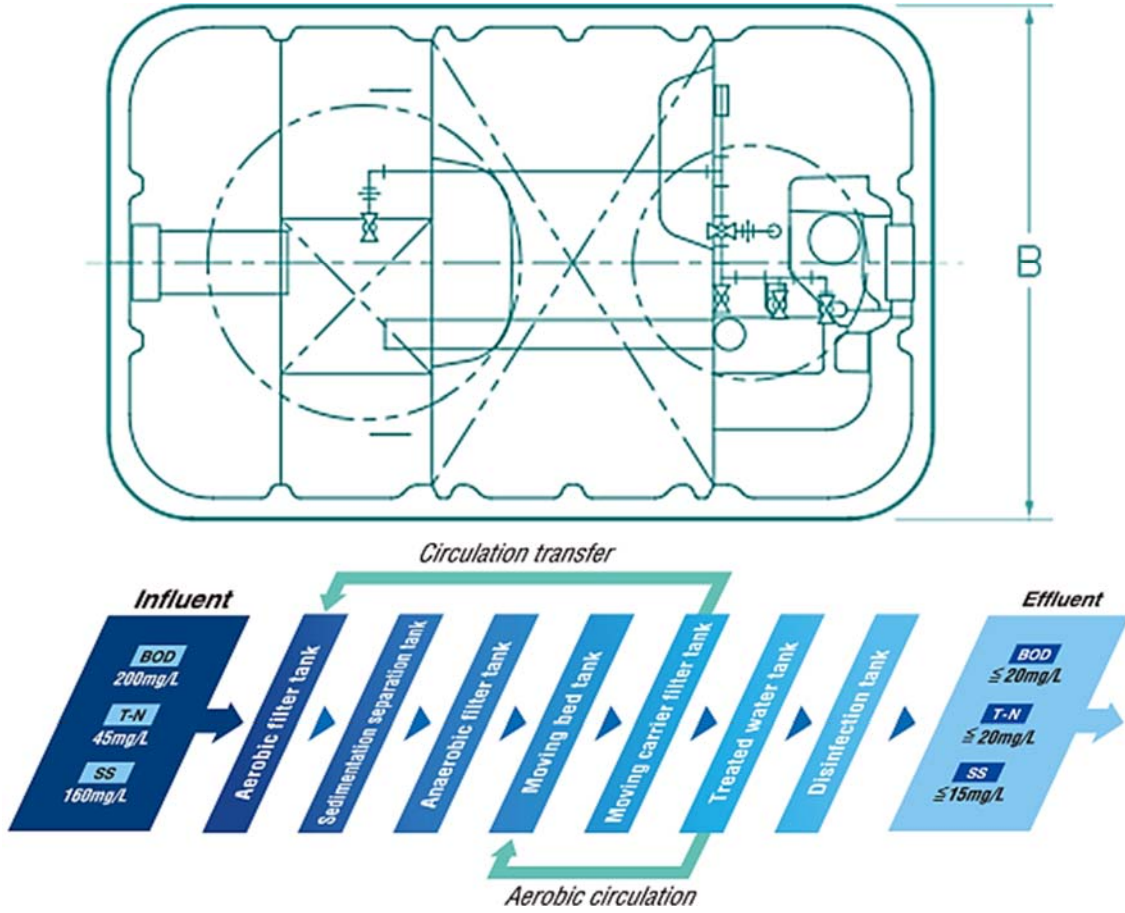 B
Circulation transfer
Influent
BOD
200mg/L
T-N
45mg/L
SS
160mg/L
Aerobic filter tank
Sedimentation separation tank
Anaerobic filter tank
Moving bed tank
Moving carrier filter tank
Treated water tank
Disinfection tank
Effluent
BOD
≦20mg/L
T-N
≦20mg/L
SS
≦15mg/L
Aerobic circulation